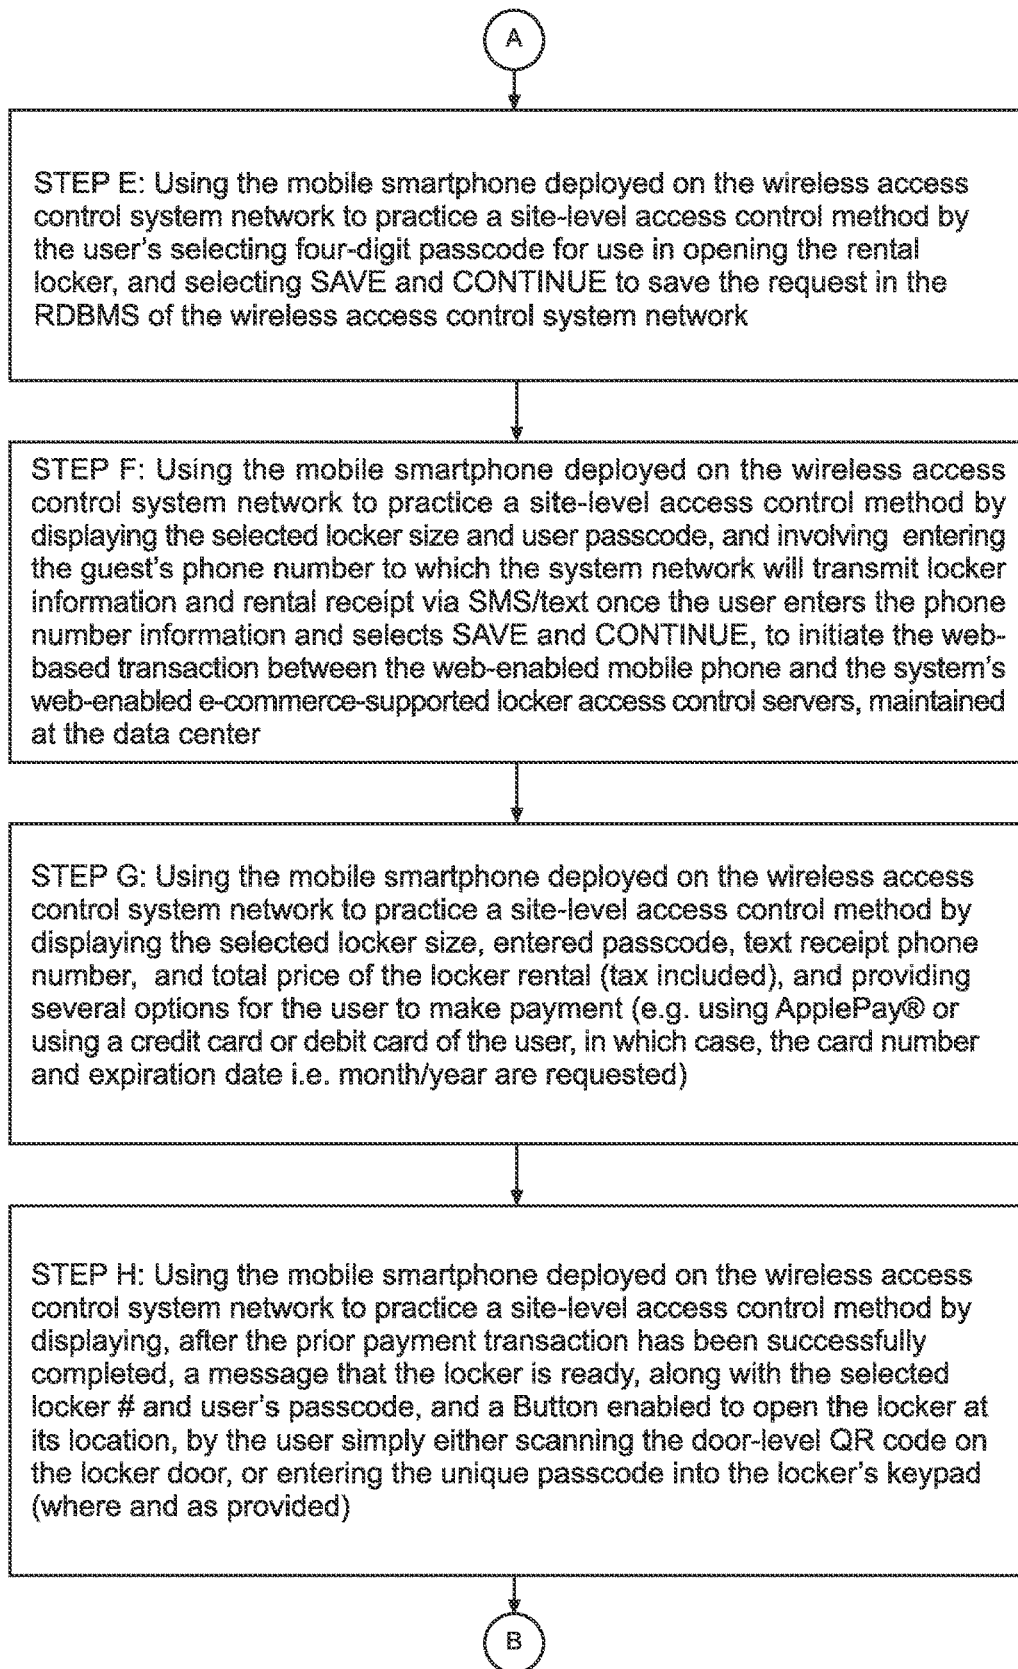 A
STEP E: Using the mobile smartphone deployed on the wireless access
control system network to practice a site-level access control method by
the user's selecting four-digit passcode for use in opening the rental
locker, and selecting SAVE and CONTINUE to save the request in the
RDBMS of the wireless access control system network
STEP F: Using the mobile smartphone deployed on the wireless access
control system network to practice a site-level access control method by
displaying the selected locker size and user passcode, and involving entering
the guest's phone number to which the system network will transmit locker
information and rental receipt via SMS/text once the user enters the phone
number information and selects SAVE and CONTINUE, to initiate the web-
based transaction between the web-enabled mobile phone and the system's
web-enabled e-commerce-supported locker access control servers, maintained
at the data center
STEP G: Using the mobile smartphone deployed on the wireless access
control system network to practice a site-level access control method by
displaying the selected locker size, entered passcode, text receipt phone
number, and total price of the locker rental (tax included), and providing
several options for the user to make payment (e.g. using ApplePay® or
using a credit card or debit card of the user, in which case, the card number
and expiration date i.e. month/year are requested)
STEP H: Using the mobile smartphone deployed on the wireless access
control system network to practice a site-level access control method by
displaying, after the prior payment transaction has been successfully
completed, a message that the locker is ready, along with the selected
locker # and user's passcode, and a Button enabled to open the locker at
its location, by the user simply either scanning the door-level QR code on
the locker door, or entering the unique passcode into the locker's keypad
(where and as provided)
B